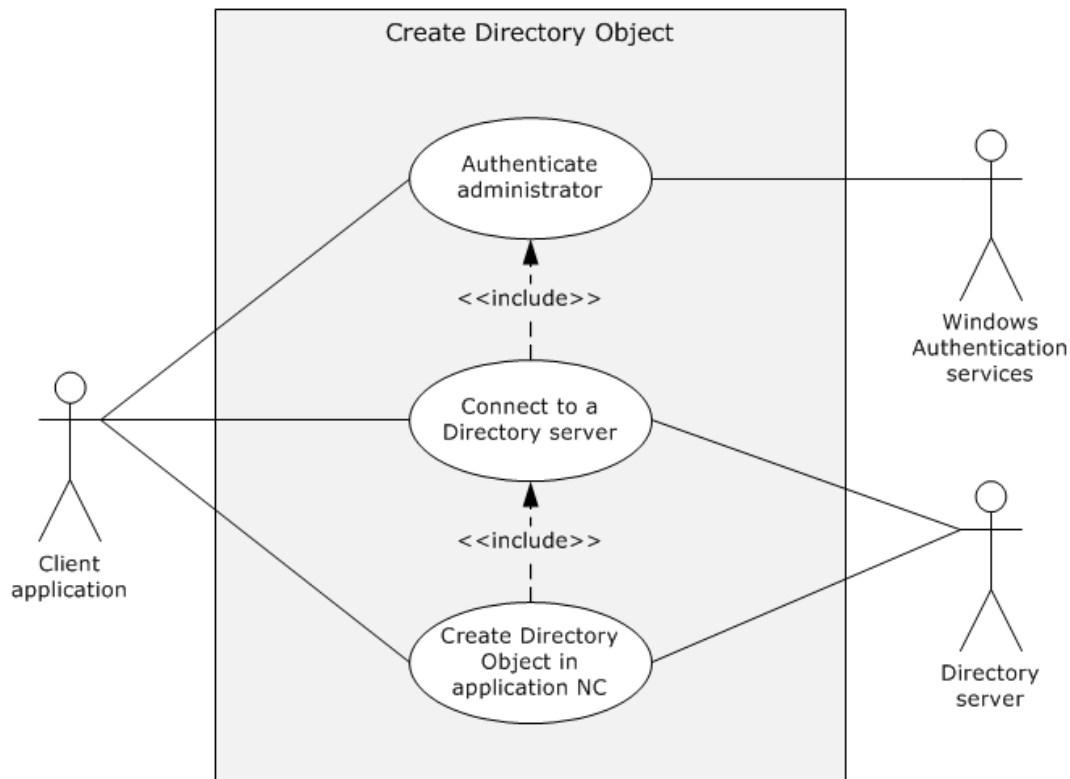 Create Directory Object
Authenticate
administrator
<<include>>
Windows
Authentication
services
Connect to a
Directory server
<<include>>
Client
application
Create Directory
Object in
application NC
Directory
server